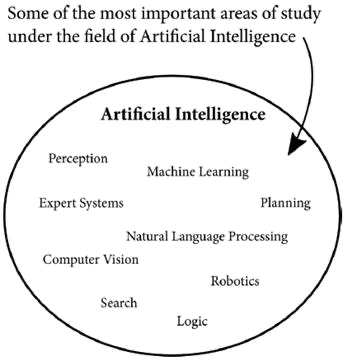 Some of the most important areas of study
under the field of Artificial Intelligence
Artificial Intelligence
Perception
Machine Learning
Expert Systems
Planning
Natural Language Processing
Computer Vision
Robotics
Search
Logic